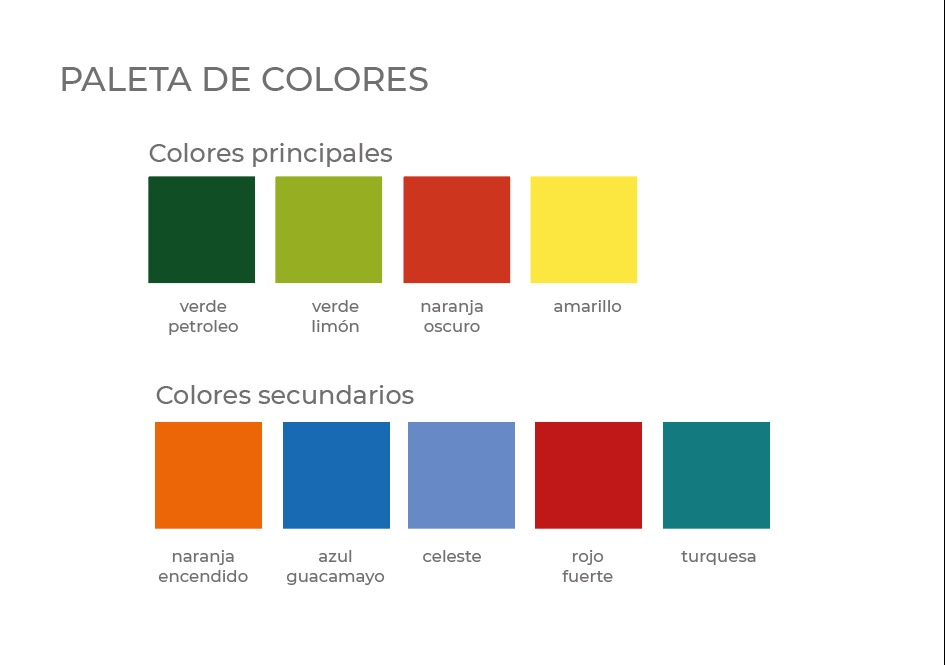 PALETA DE COLORES
Colores principales
verde
petroleo
verde
limón
naranja
oscuro
amarillo
Colores secundarios
naranja
encendido
azul
guacamayo
celeste
rojo
fuerte
turquesa